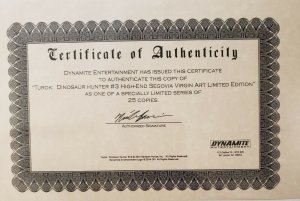 Certificate of Authenticity
DYNAMITE ENTERTAINMENT HAS ISSUED THIS CERTIFICATE
TO AUTHENTICATE THIS COPY OF
"TUROK: DINOSAUR HUNTER #3 HIGH-END SEGOVIA VIRGIN ART LIMITED EDITION"
AS ONE OF A SPECIALLY LIMITED SERIES OF
25 COPIES.
AUTHORIZED SIGNATURE
DYNAMITE
ENTERTAINMENT